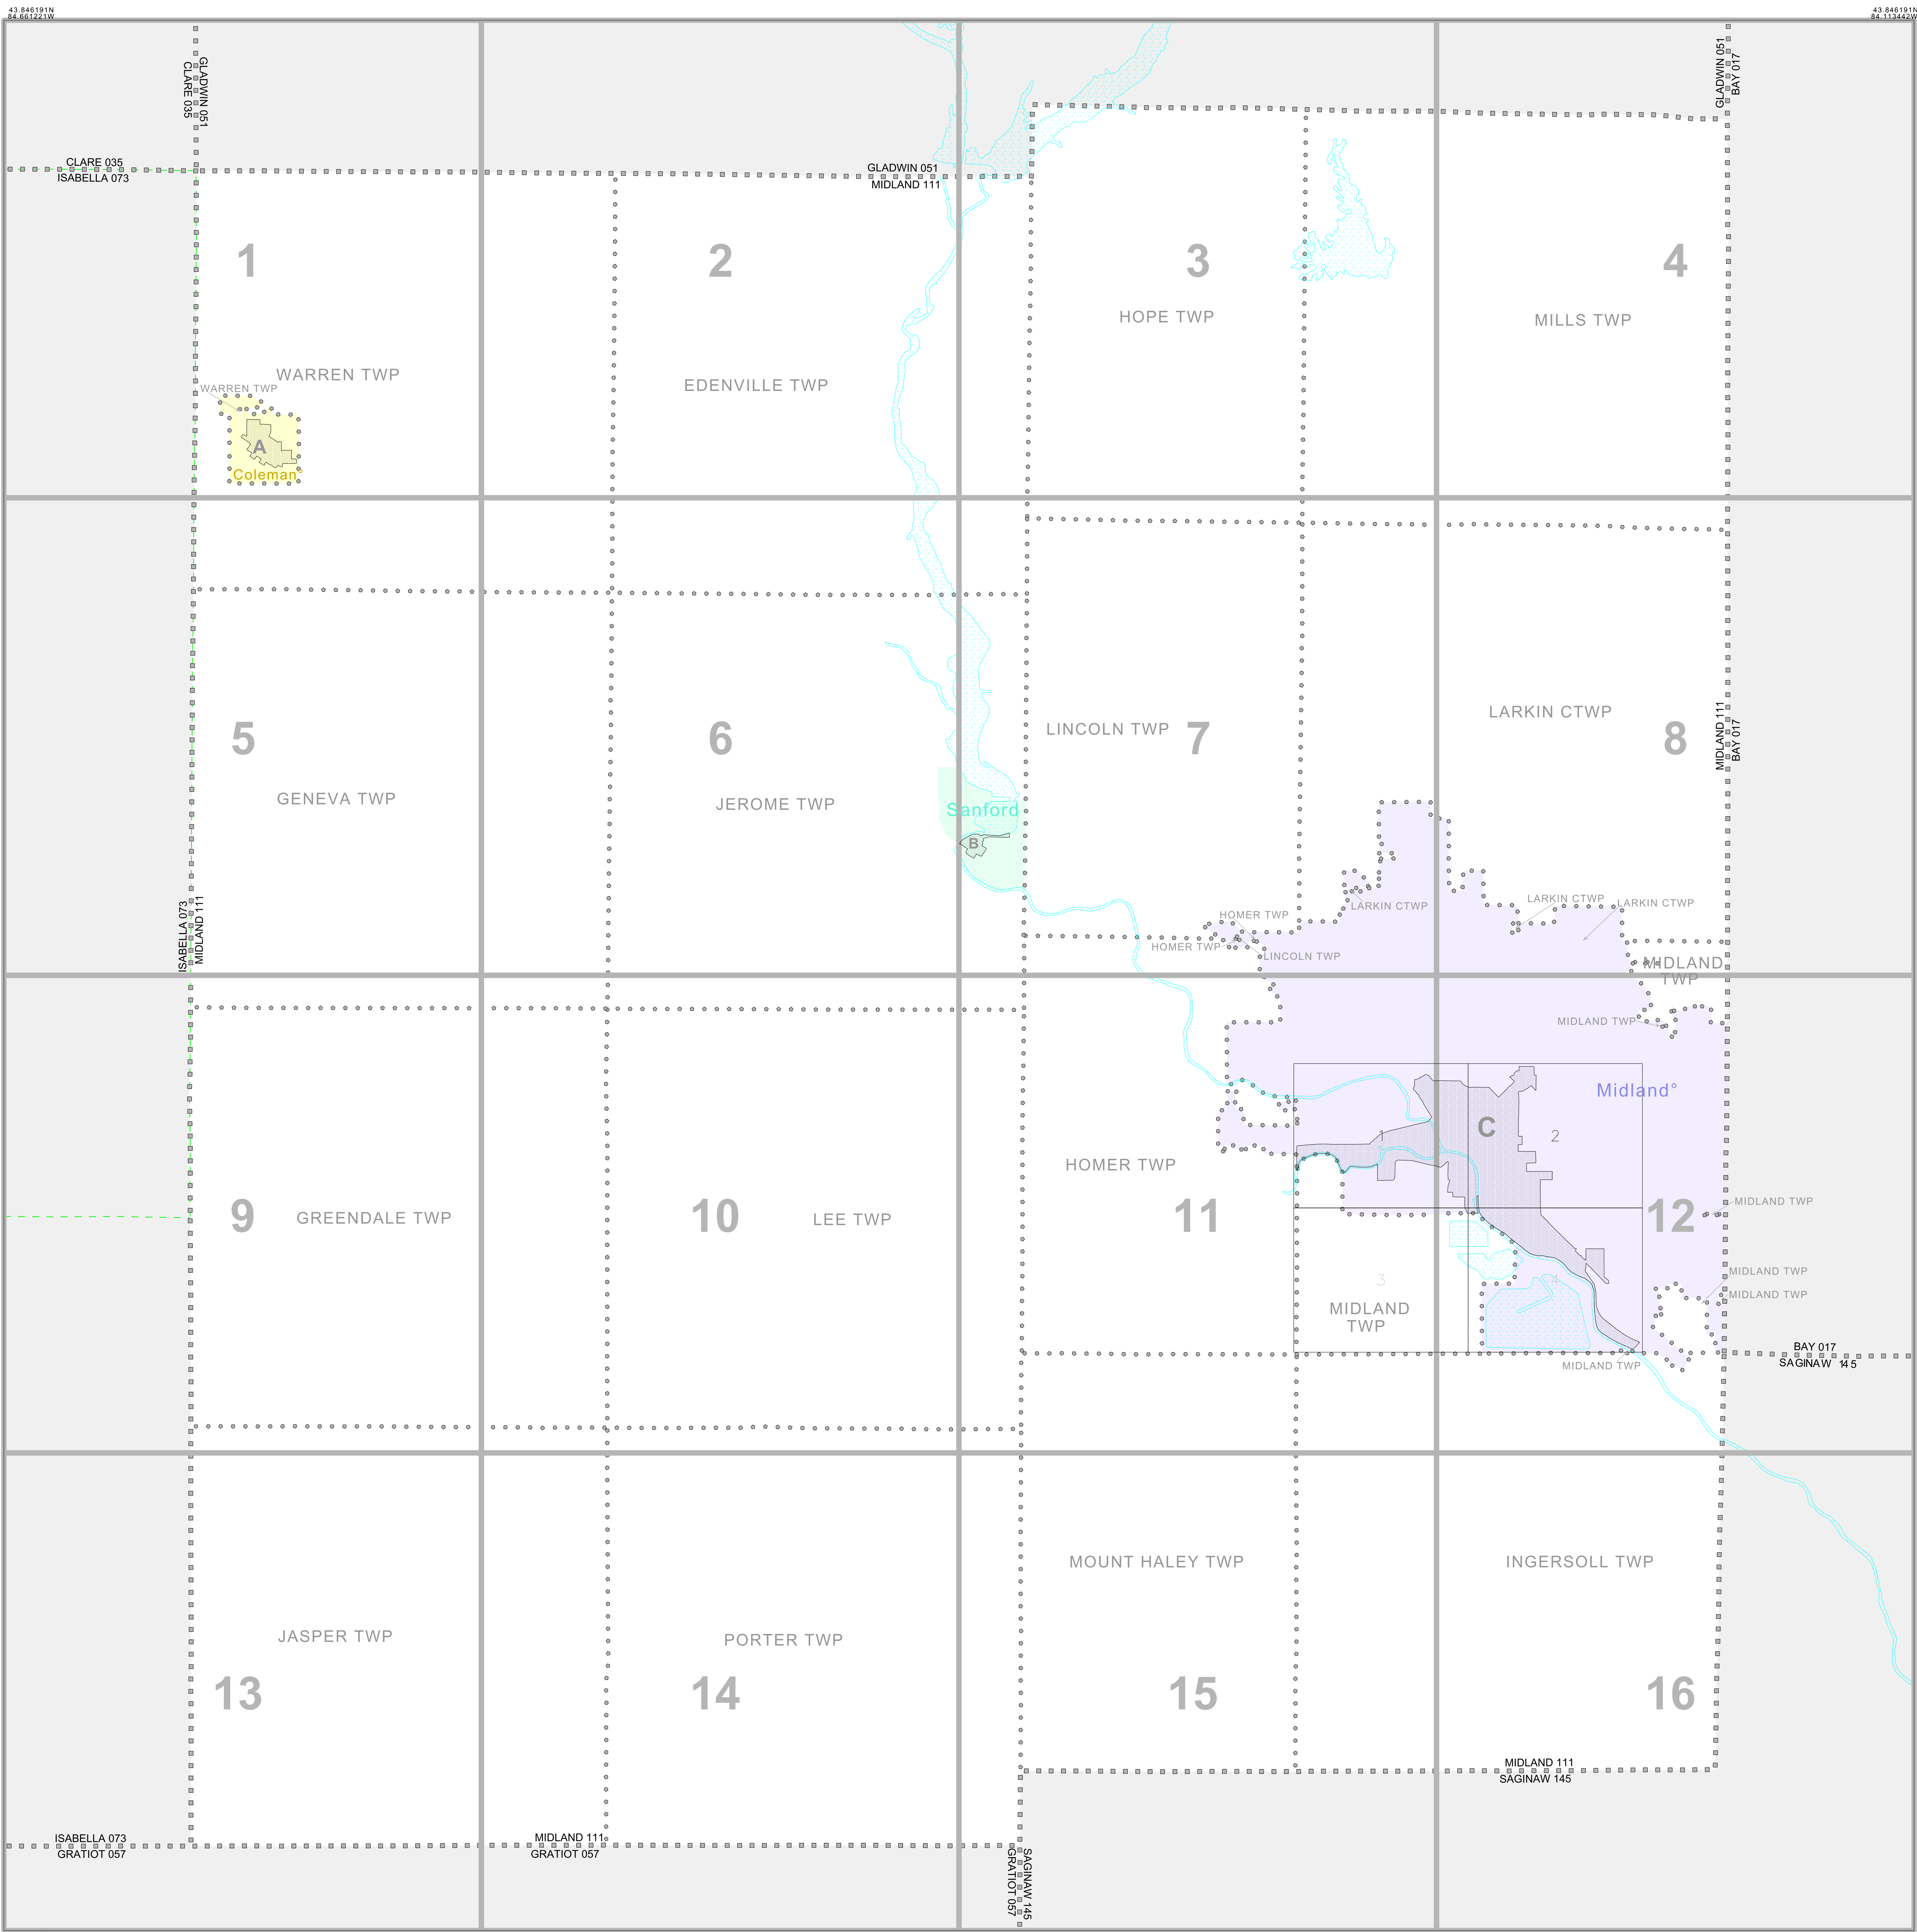 43.846191N
84.661221W
43.846191N
84.113442W
CLARE 035
GLADWIN 051
GLADWIN 051
BAY 017
CLARE 035
ISABELLA 073
GLADWIN 051
MIDLAND 111
1
2
3
4
HOPE TWP
MILLS TWP
WARREN TWP
EDENVILLE TWP
WARREN TWP
A
Coleman°
5
6
7
8
LINCOLN TWP
LARKIN CTWP
MIDLAND 111
BAY 017
GENEVA TWP
JEROME TWP
Sanford
B
ISABELLA 073
MIDLAND 111
LARKIN CTWP
LARKIN CTWP
LARKIN CTWP
HOMER TWP
HOMER TWP
LINCOLN TWP
MIDLAND
TWP
MIDLAND TWP
Midland°
C
1
2
HOMER TWP
9
GREENDALE TWP
10
LEE TWP
11
12
MIDLAND TWP
3
4
MIDLAND TWP
MIDLAND TWP
MIDLAND
TWP
MIDLAND TWP
BAY 017
SAGINAW 145
MOUNT HALEY TWP
INGERSOLL TWP
JASPER TWP
PORTER TWP
13
14
15
16
MIDLAND 111
SAGINAW 145
ISABELLA 073
GRATIOT 057
MIDLAND 111
GRATIOT 057
SAGINAW 145
GRATIOT 057